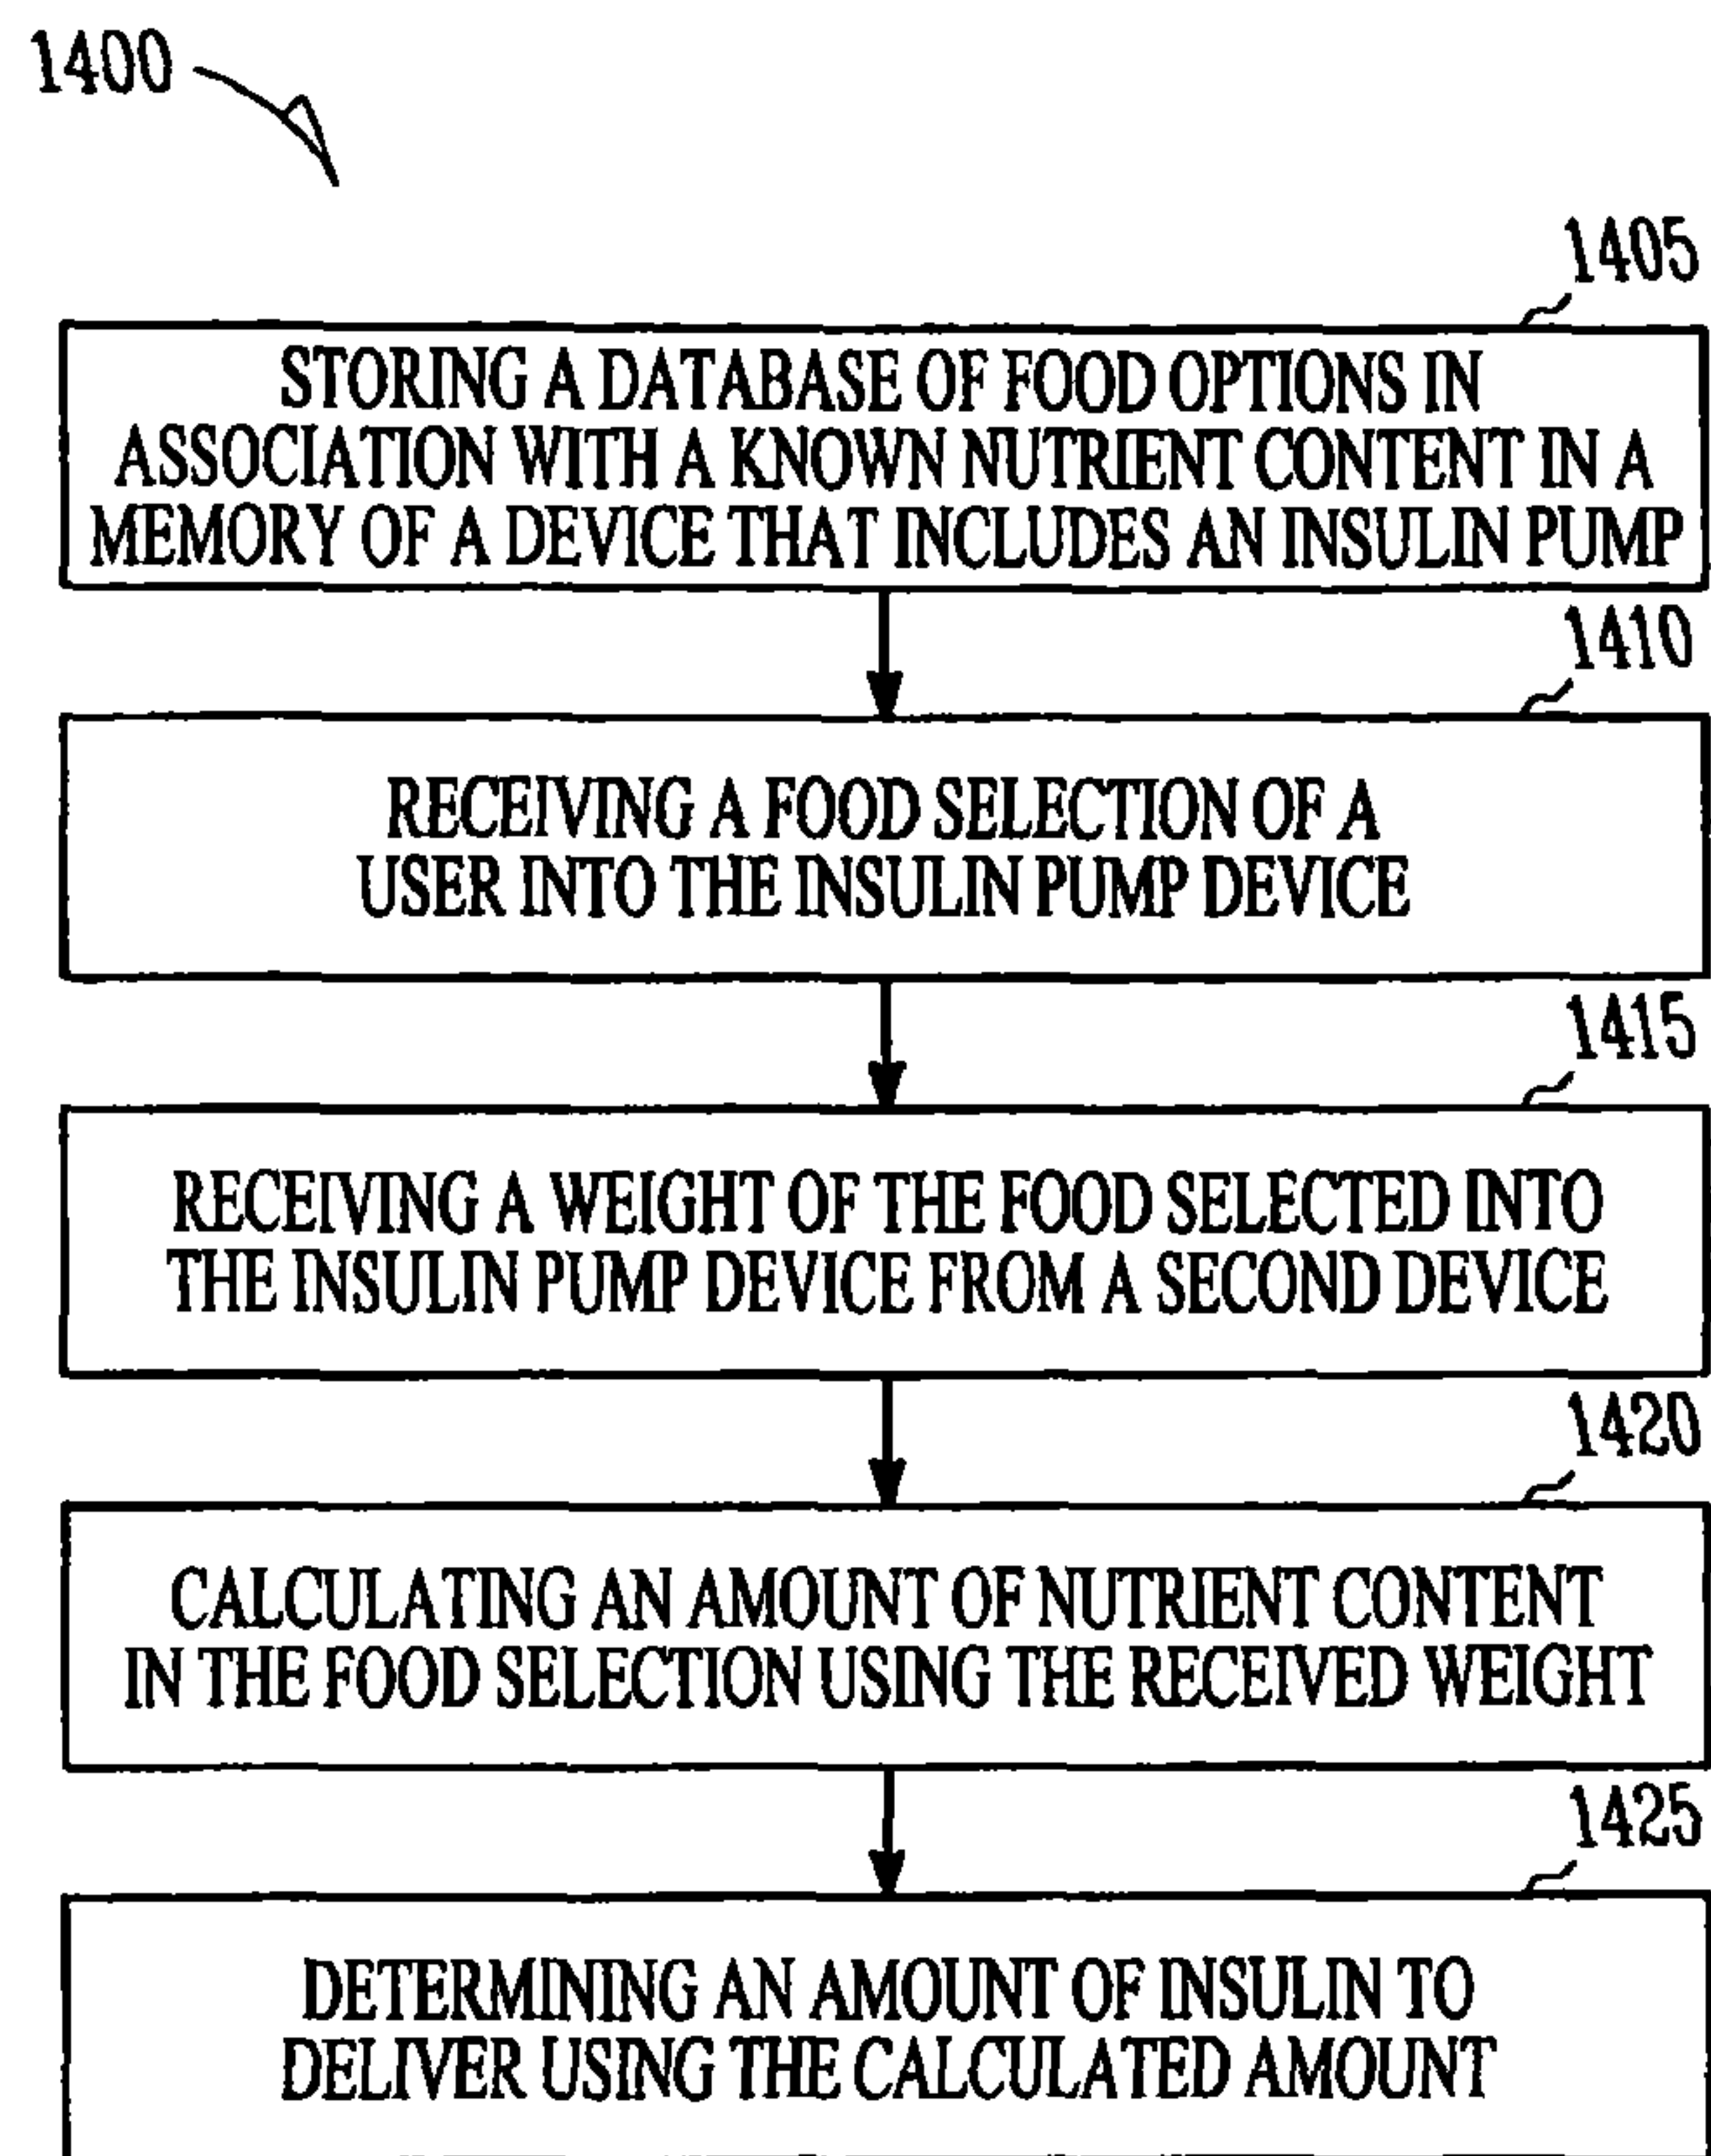 1400
1405
STORING A DATABASE OF FOOD OPTIONS IN
ASSOCIATION WITH A KNOWN NUTRIENT CONTENT IN A
MEMORY OF A DEVICE THAT INCLUDES AN INSULIN PUMP
1410
RECEIVING A FOOD SELECTION OF A
USER INTO THE INSULIN PUMP DEVICE
1415
RECEIVING A WEIGHT OF THE FOOD SELECTED INTO
THE INSULIN PUMP DEVICE FROM A SECOND DEVICE
1420
CALCULATING AN AMOUNT OF NUTRIENT CONTENT
IN THE FOOD SELECTION USING THE RECEIVED WEIGHT
1425
DETERMINING AN AMOUNT OF INSULIN TO
DELIVER USING THE CALCULATED AMOUNT